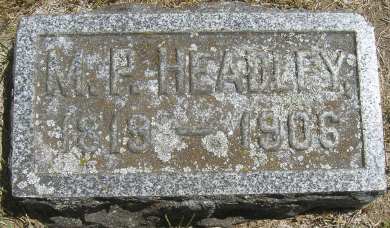 M. P. HEADLEY.
1819 — 1906